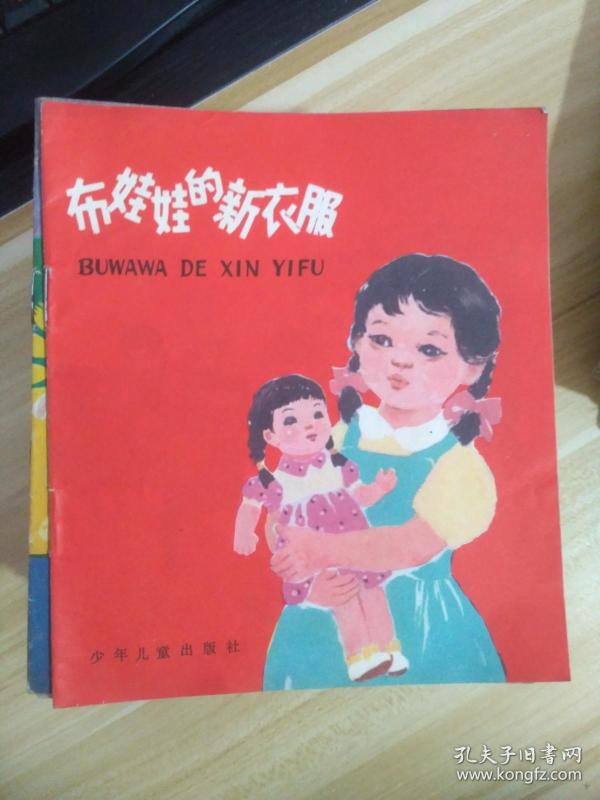 布娃娃的新衣服
BUWAWA DE XIN YIFU
少年儿童出版社
孔夫子旧書网
www.kongfz.com